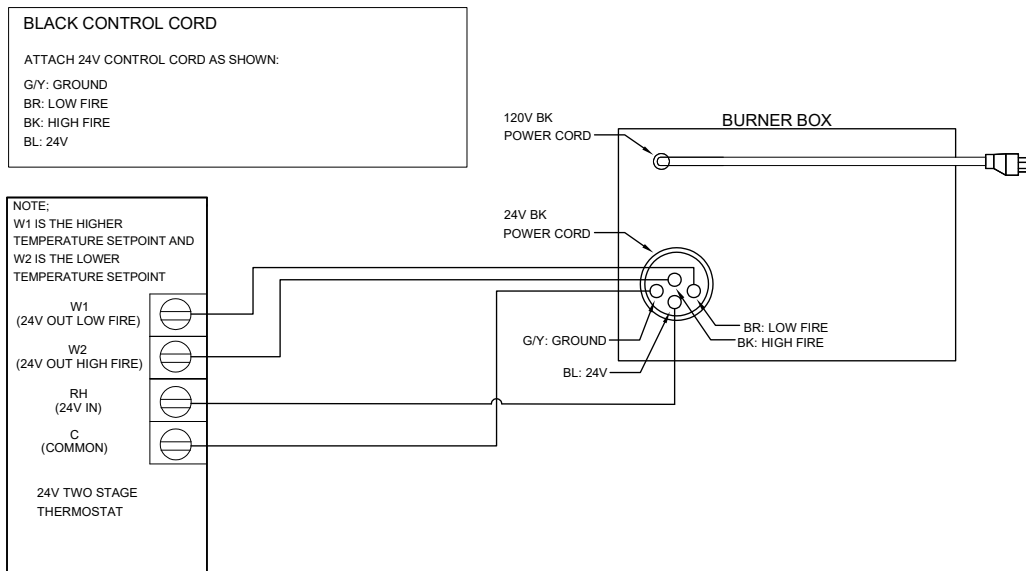 BLACK CONTROL CORD
ATTACH 24V CONTROL CORD AS SHOWN:
G/Y: GROUND
BR: LOW FIRE
BK: HIGH FIRE
BL: 24V
120V BK
POWER CORD
BURNER BOX
NOTE;
W1 IS THE HIGHER
TEMPERATURE SETPOINT AND
W2 IS THE LOWER
TEMPERATURE SETPOINT
24V BK
POWER CORD
W1
(24V OUT LOW FIRE)
W2
(24V OUT HIGH FIRE)
RH
(24V IN)
C
(COMMON)
24V TWO STAGE
THERMOSTAT
G/Y: GROUND
BL: 24V
BR: LOW FIRE
BK: HIGH FIRE